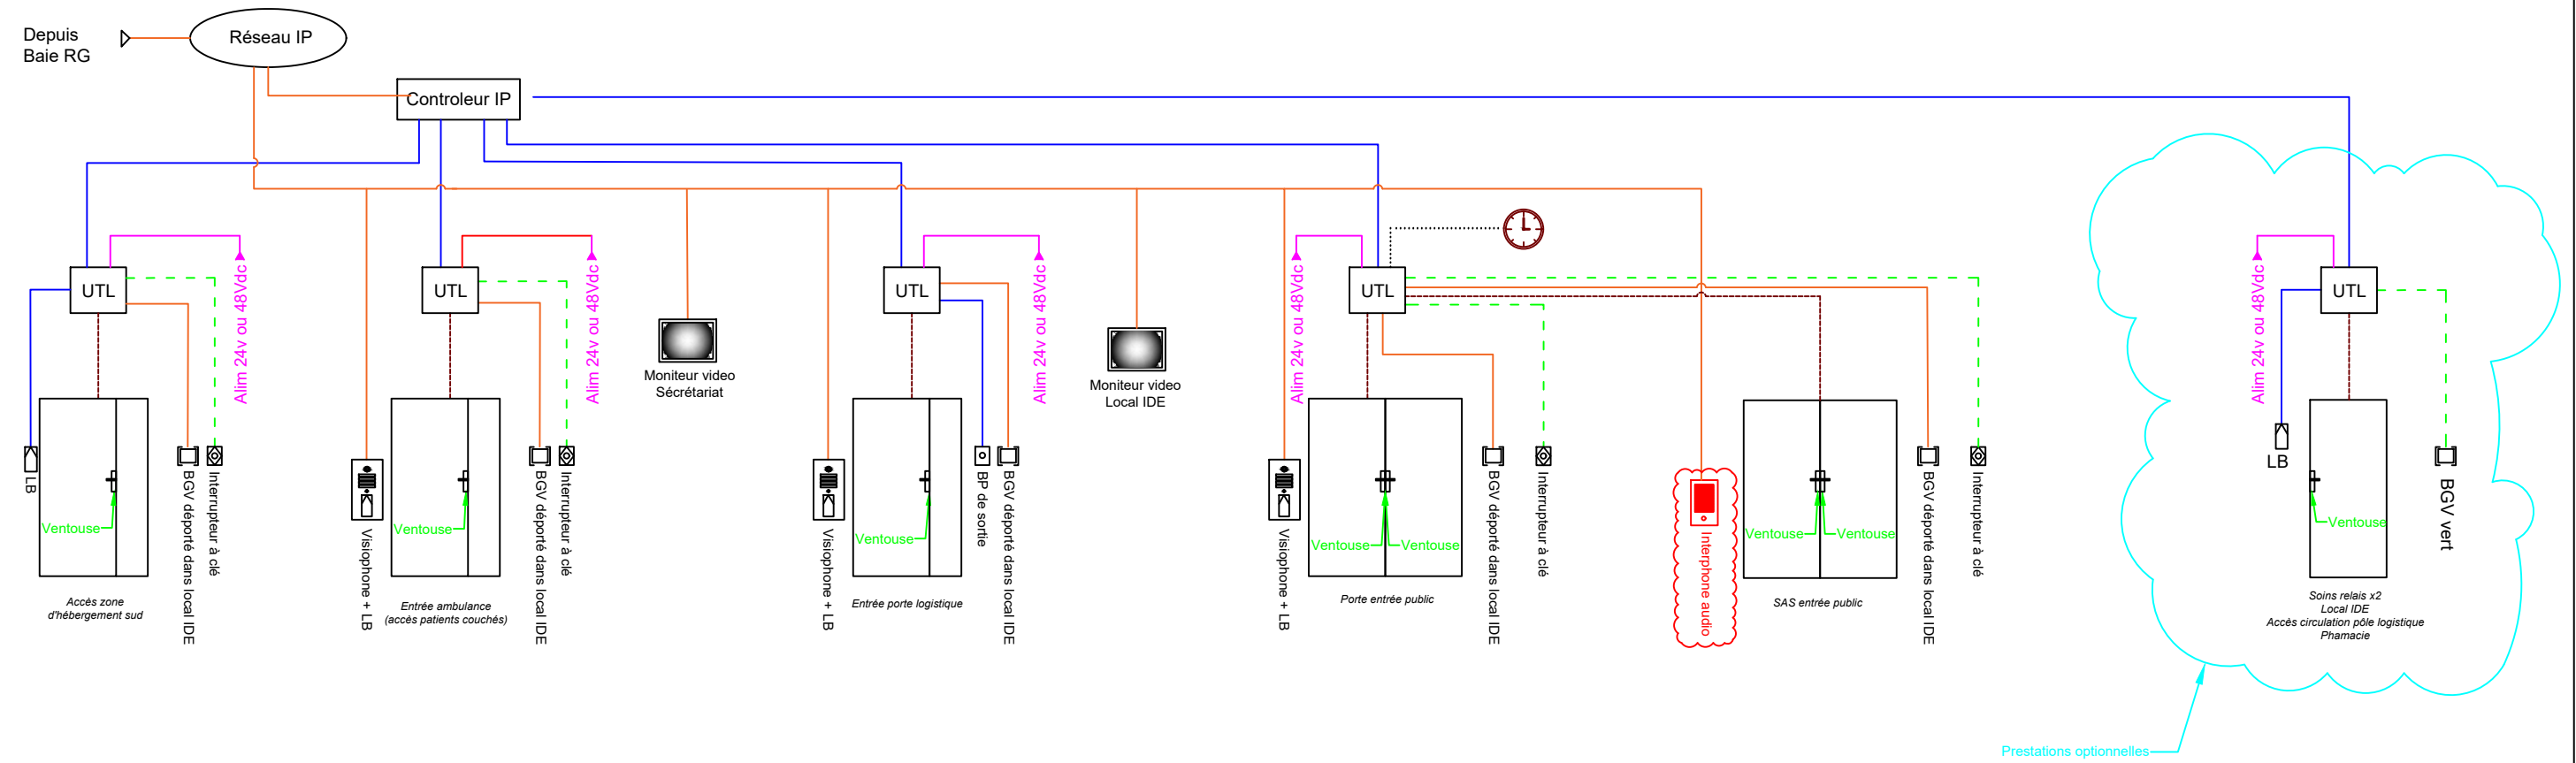 Depuis
Baie RG
Réseau IP
Controleur IP
UTL
Alim 24v ou 48Vdc
LB
Ventouse
BGV déporté dans local IDE
Interrupteur à clé
Accès zone
d'hébergement sud
UTL
Alim 24v ou 48Vdc
Visiophone + LB
Ventouse
BGV déporté dans local IDE
Interrupteur à clé
Entrée ambulance
(accès patients couchés)
Moniteur video
Sécrétariat
UTL
Alim 24v ou 48Vdc
Visiophone + LB
Ventouse
BP de sortie
BGV déporté dans local IDE
Entrée porte logistique
Moniteur video
Local IDE
Alim 24v ou 48Vdc
UTL
Visiophone + LB
Ventouse
Ventouse
BGV déporté dans local IDE
Interrupteur à clé
Porte entrée public
Interphone audio
Ventouse
Ventouse
BGV déporté dans local IDE
Interrupteur à clé
SAS entrée public
Alim 24v ou 48Vdc
UTL
LB
Ventouse
BGV vert
Soins relais x2
Local IDE
Accès circulation pôle logistique
Phamacie
Prestations optionnelles